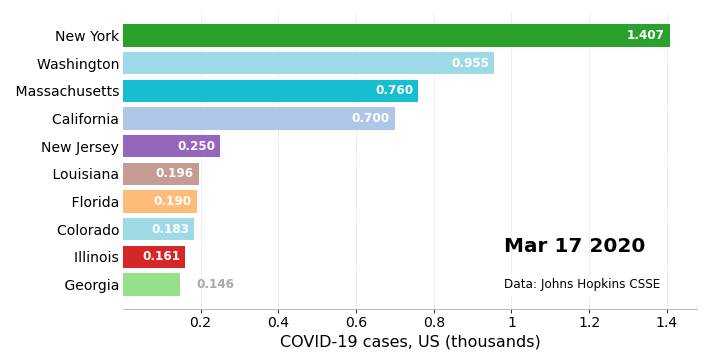 New York 1.407
Washington 0.955
Massachusetts 0.760
California 0.700
New Jersey 0.250
Louisiana 0.196
Florida 0.190
Colorado 0.183
Illinois 0.161
Georgia 0.146
Mar 17 2020
Data: Johns Hopkins CSSE
0.2 0.4 0.6 0.8 1 1.2 1.4
COVID-19 cases, US (thousands)